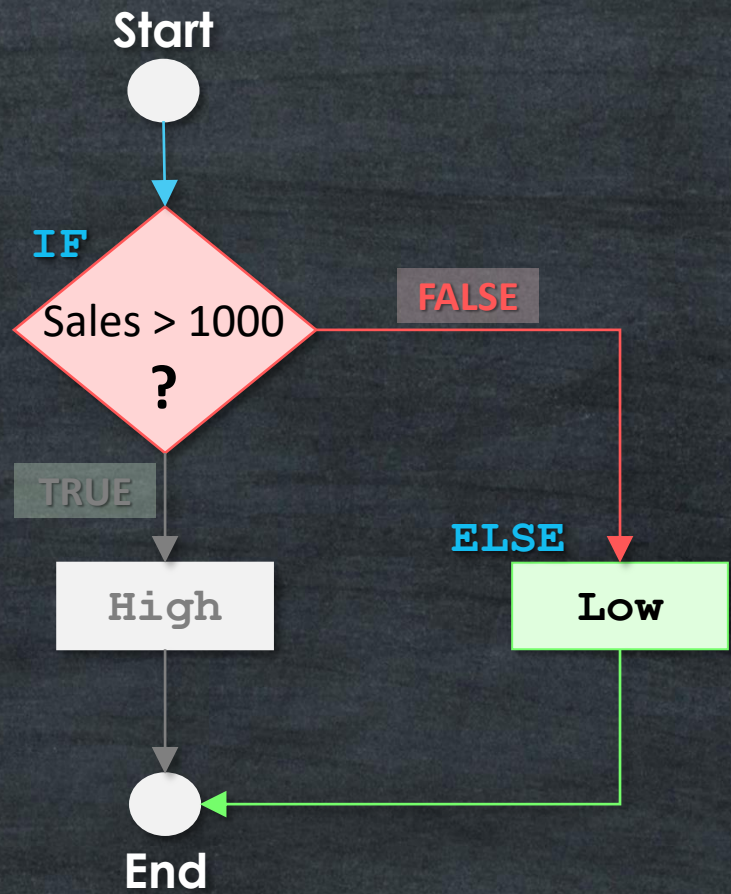 Start
IF
Sales > 1000
?
FALSE
TRUE
ELSE
High
Low
End